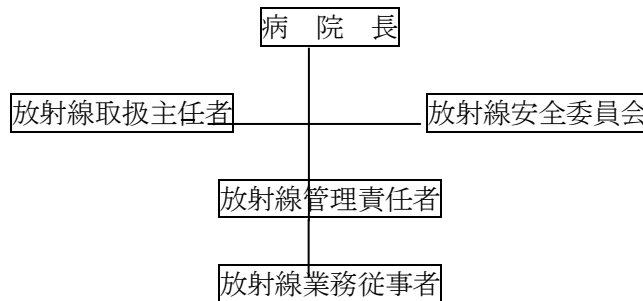 病　院　長
放射線取扱主任者
放射線安全委員会
放射線管理責任者
放射線業務従事者